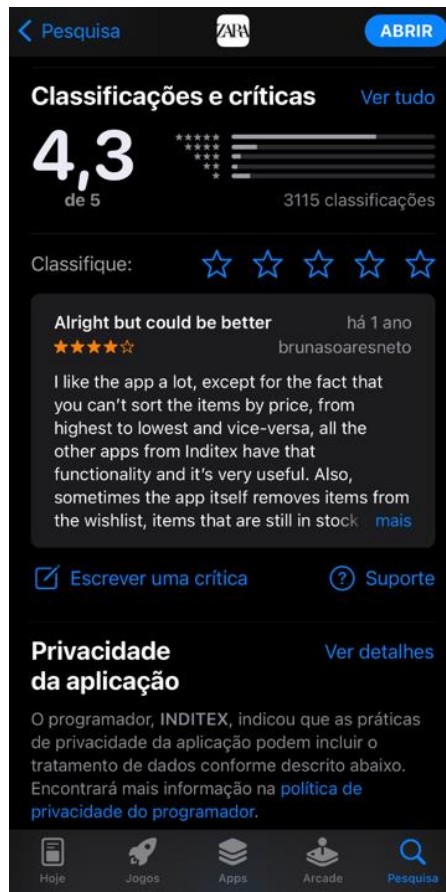 Pesquisa
ZARA
ABRIR
Classificações e críticas
Ver tudo
4,3
de 5
★★★★★
★★★★
★★★
★★
★
3115 classificações
Classifique:
Alright but could be better
há 1 ano
★★★★☆
brunasoaresneto
I like the app a lot, except for the fact that
you can’t sort the items by price, from
highest to lowest and vice-versa, all the
other apps from Inditex have that
functionality and it’s very useful. Also,
sometimes the app itself removes items from
the wishlist, items that are still in stock mais
Escrever uma crítica
Suporte
Privacidade
da aplicação
Ver detalhes
O programador, INDITEX, indicou que as práticas
de privacidade da aplicação podem incluir o
tratamento de dados conforme descrito abaixo.
Encontrará mais informação na política de
privacidade do programador.
Hoje
Jogos
Apps
Arcade
Pesquisa